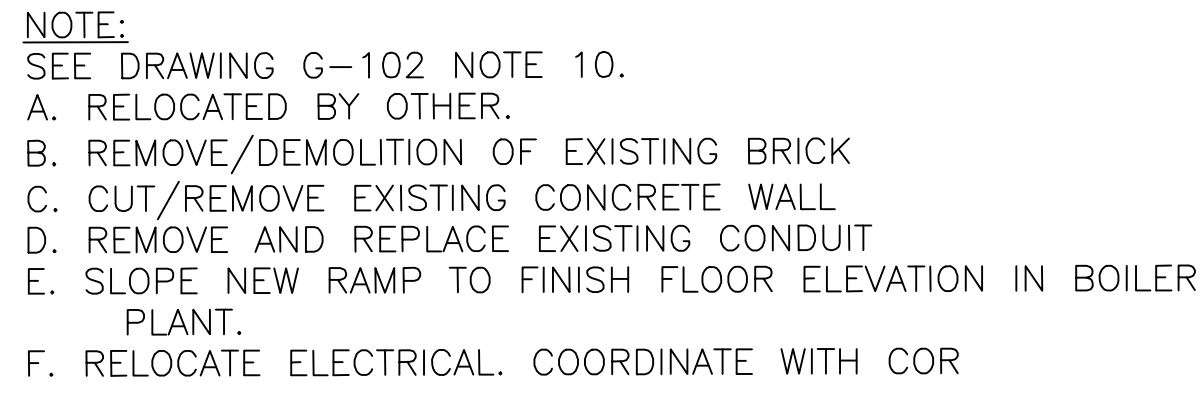 NOTE:
SEE DRAWING G-102 NOTE 10.
A. RELOCATED BY OTHER.
B. REMOVE/DEMOLITION OF EXISTING BRICK
C. CUT/REMOVE EXISTING CONCRETE WALL
D. REMOVE AND REPLACE EXISTING CONDUIT
E. SLOPE NEW RAMP TO FINISH FLOOR ELEVATION IN BOILER
PLANT.
F. RELOCATE ELECTRICAL. COORDINATE WITH COR